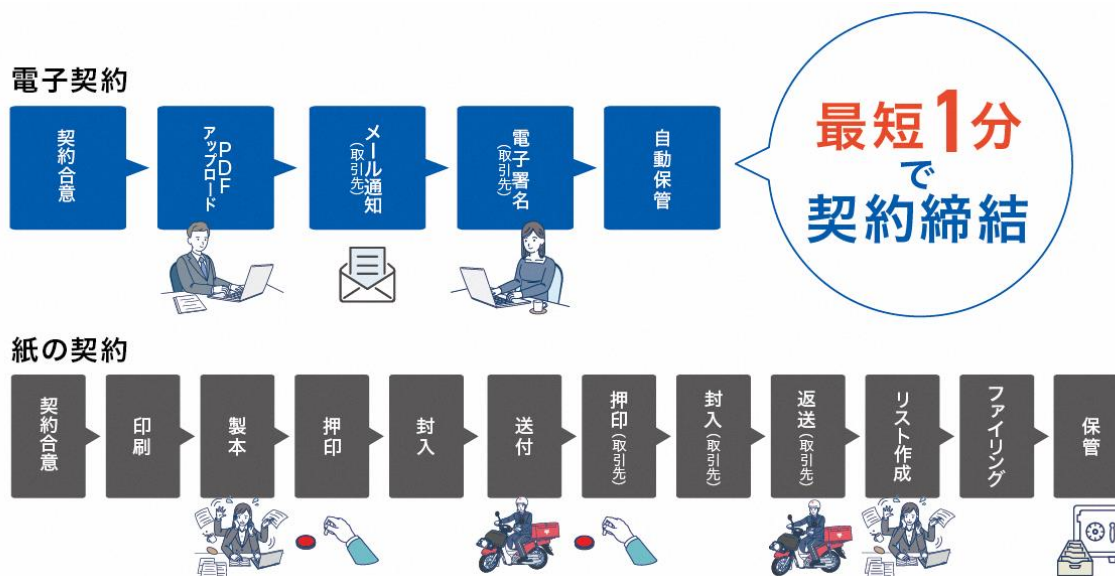 電子契約
契約合意
PDF
アップロード
メール通知
(取引先)
電子署名
(取引先)
自動保管
最短1分
で
契約締結
紙の契約
契約合意
印刷
製本
押印
封入
送付
押印(取引先)
封入(取引先)
返送(取引先)
リスト作成
ファイリング
保管